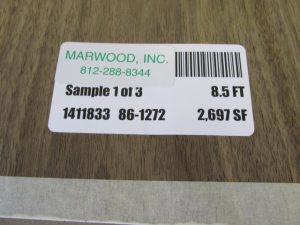 MARWOOD, INC.
812-288-8344
Sample 1 of 3 8.5 FT
1411833 86-1272 2,697 SF